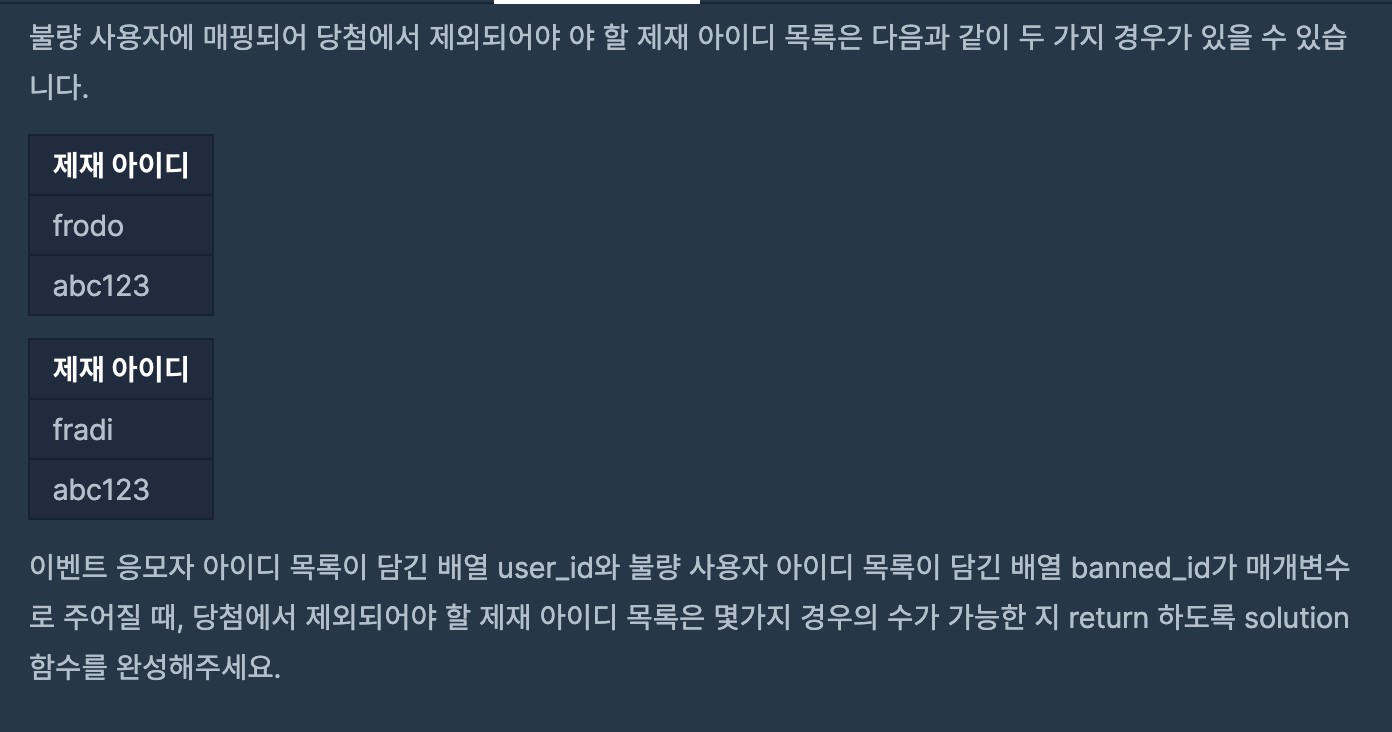 불량 사용자에 매핑되어 당첨에서 제외되어야 야 할 제재 아이디 목록은 다음과 같이 두 가지 경우가 있을 수 있습
니다.
제재 아이디
frodo
abc123
제재 아이디
fradi
abc123
이벤트 응모자 아이디 목록이 담긴 배열 user_id와 불량 사용자 아이디 목록이 담긴 배열 banned_id가 매개변수
로 주어질 때, 당첨에서 제외되어야 할 제재 아이디 목록은 몇가지 경우의 수가 가능한 지 return 하도록 solution
함수를 완성해주세요.